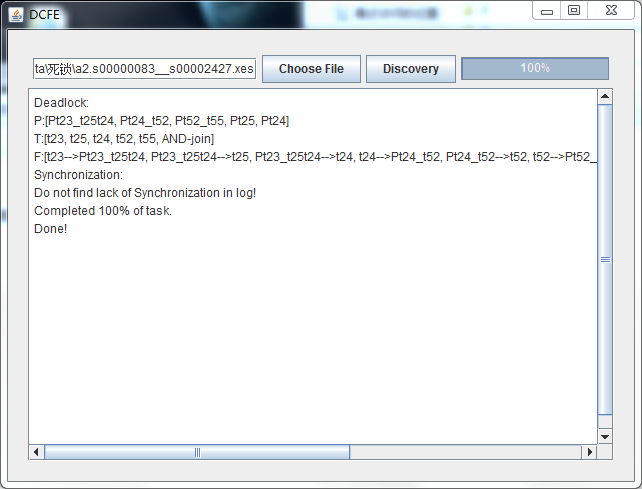 DCFE
ta\死锁\a2.s00000083__s00002427.xes
Choose File
Discovery
100%
Deadlock:
P:[Pt23_t25t24, Pt24_t52, Pt52_t55, Pt25, Pt24]
T:[t23, t25, t24, t52, t55, AND-join]
F:[t23-->Pt23_t25t24, Pt23_t25t24-->t25, Pt23_t25t24-->t24, t24-->Pt24_t52, Pt24_t52-->t52, t52-->Pt52_
Synchronization:
Do not find lack of Synchronization in log!
Completed 100% of task.
Done!